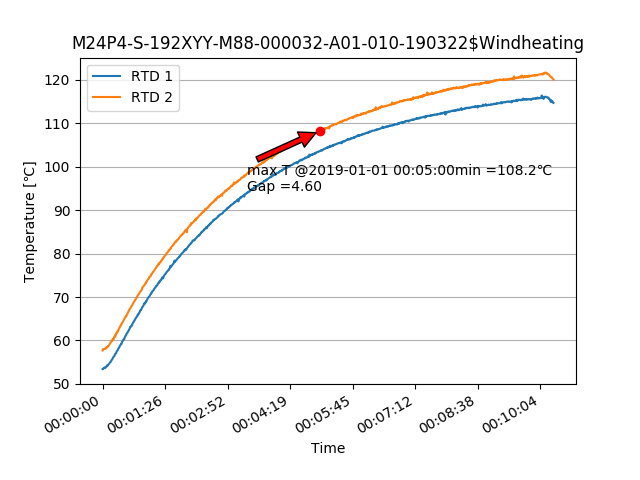 M24P4-S-192XYY-M88-000032-A01-010-190322$Windheating
RTD 1
RTD 2
120
110
100
90
80
70
60
50
Temperature [℃]
max T @2019-01-01 00:05:00min =108.2℃
Gap =4.60
00:00:00
00:01:26
00:02:52
00:04:19
00:05:45
00:07:12
00:08:38
00:10:04
Time